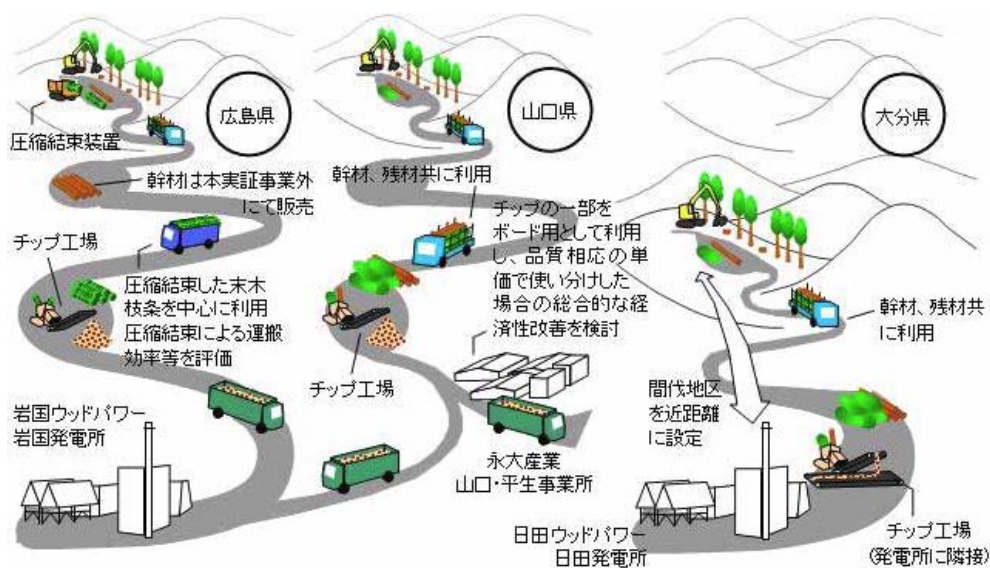 広島県
圧縮結束装置
幹材は本実証事業外
にて販売
チップ工場
圧縮結束した末木
枝条を中心に利用
圧縮結束による運搬
効率等を評価
岩国ウッドパワー
岩国発電所
山口県
幹材、残材共に利用
チップの一部を
ボード用として利用
し、品質相応の単
価で使い分けした
場合の総合的な経
済性改善を検討
チップ工場
永大産業
山口・平生事業所
大分県
幹材、残材共
に利用
間伐地区
を近距離
に設定
日田ウッドパワー
日田発電所
チップ工場
(発電所に隣接)